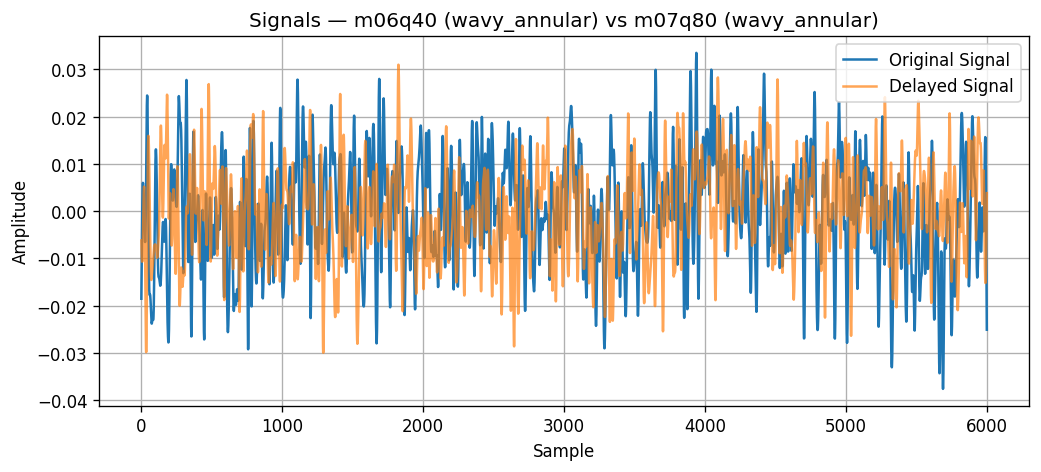 Signals — m06q40 (wavy_annular) vs m07q80 (wavy_annular)
Original Signal
Delayed Signal
Amplitude
0.03
0.02
0.01
0.00
−0.01
−0.02
−0.03
−0.04
0 1000 2000 3000 4000 5000 6000
Sample